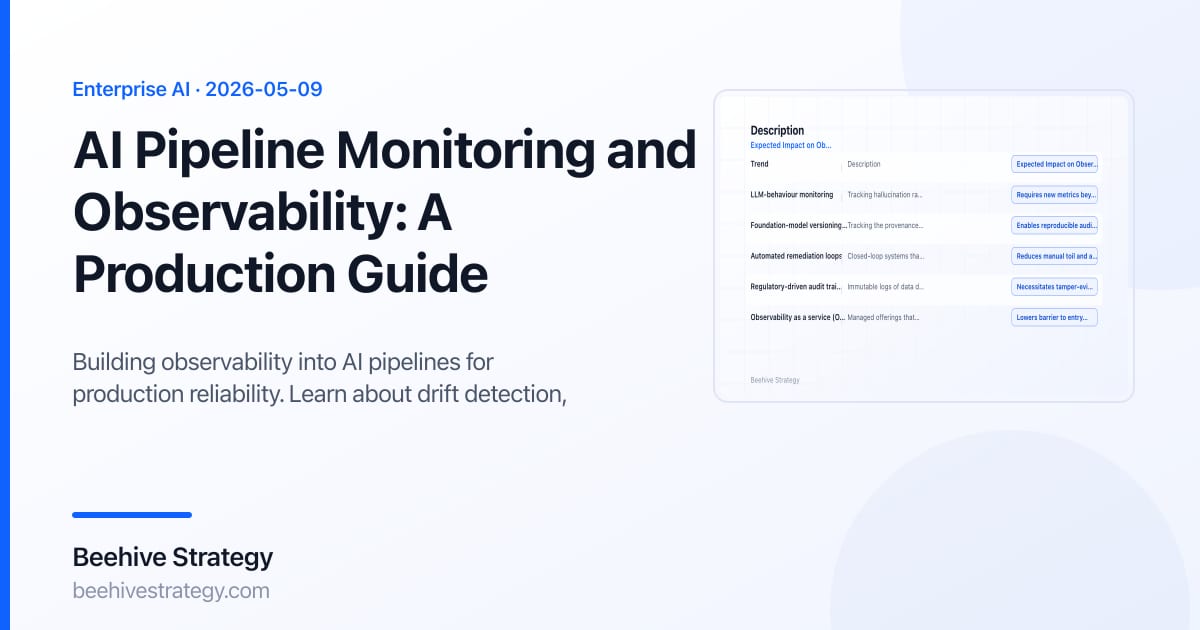 Enterprise AI · 2026-05-09
AI Pipeline Monitoring and
Observability: A
Production Guide
Building observability into AI pipelines for
production reliability. Learn about drift detection,
Beehive Strategy
beehivestrategy.com
Description
Expected Impact on Ob...
Trend Description Expected Impact on Obser...
LLM-behaviour monitoring Tracking hallucination ra... Requires new metrics bey...
Foundation-model versioning... Tracking the provenance... Enables reproducible audi...
Automated remediation loops Closed-loop systems tha... Reduces manual toil and a...
Regulatory-driven audit trai... Immutable logs of data d... Necessitates tamper-evi...
Observability as a service (O... Managed offerings that... Lowers barrier to entry...
Beehive Strategy